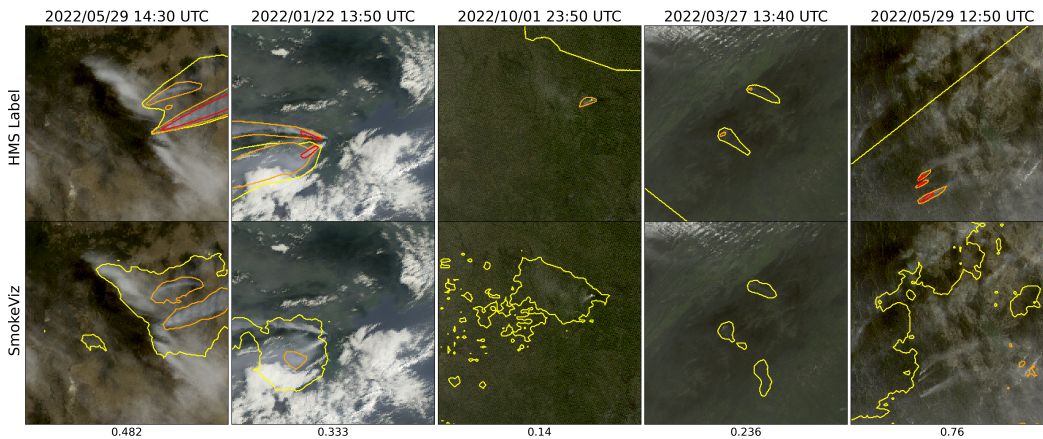 2022/05/29 14:30 UTC
2022/01/22 13:50 UTC
2022/10/01 23:50 UTC
2022/03/27 13:40 UTC
2022/05/29 12:50 UTC
HMS Label
SmokeViz
0.482
0.333
0.14
0.236
0.76